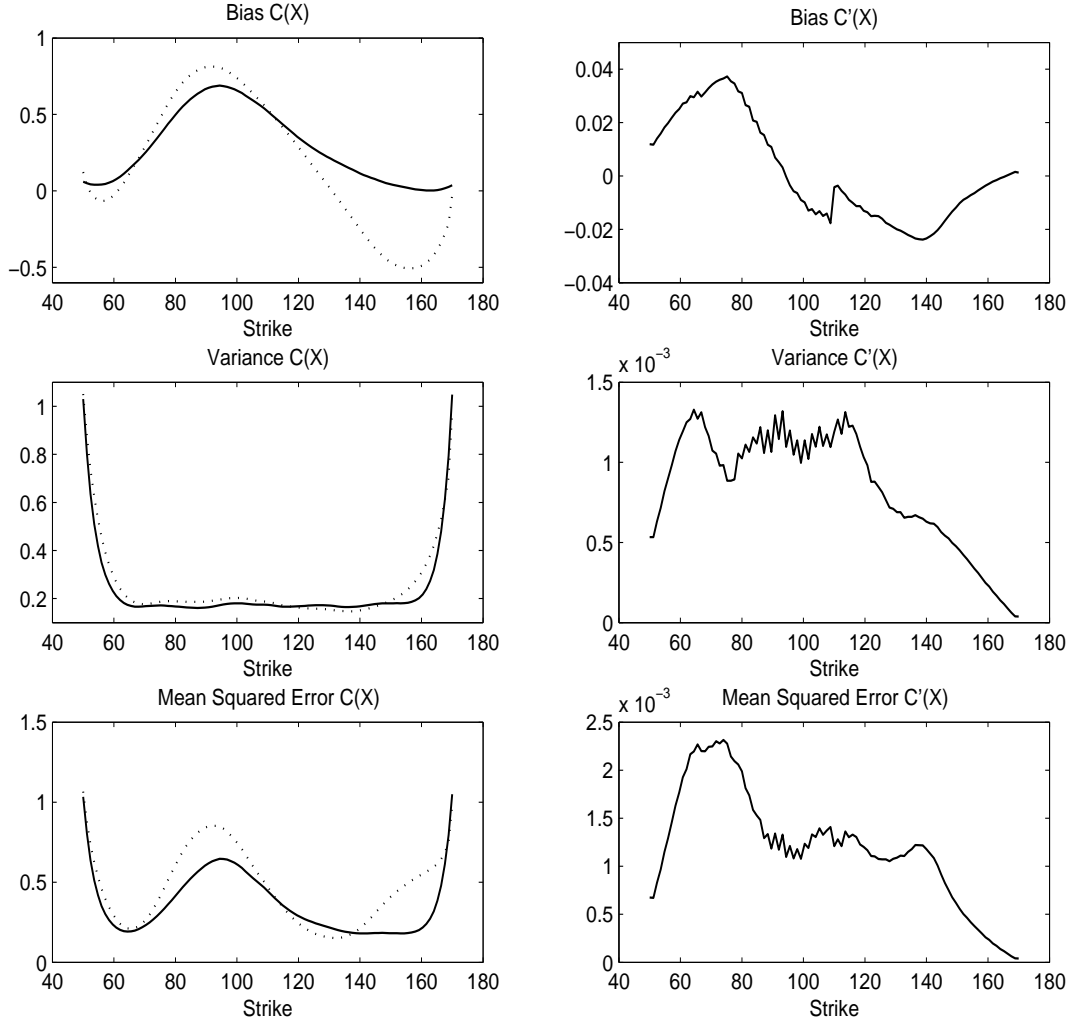 Bias C(X)
1
0.5
0
−0.5
40 60 80 100 120 140 160 180
Strike
Bias C'(X)
0.04
0.02
0
−0.02
−0.04
40 60 80 100 120 140 160 180
Strike
Variance C(X)
1
0.8
0.6
0.4
0.2
40 60 80 100 120 140 160 180
Strike
x 10⁻³
Variance C'(X)
1.5
1
0.5
0
40 60 80 100 120 140 160 180
Strike
Mean Squared Error C(X)
1.5
1
0.5
0
40 60 80 100 120 140 160 180
Strike
x 10⁻³
Mean Squared Error C'(X)
2.5
2
1.5
1
0.5
0
40 60 80 100 120 140 160 180
Strike